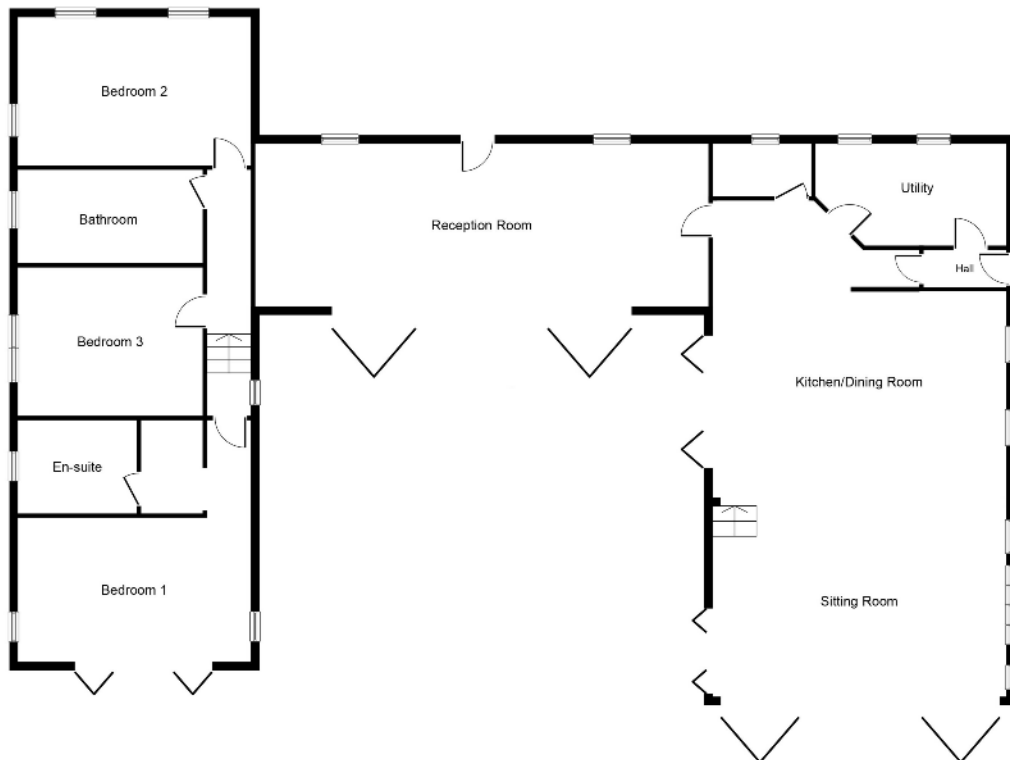 Bedroom 2
Bathroom
Reception Room
Utility
Hall
Bedroom 3
Kitchen/Dining Room
En-suite
Bedroom 1
Sitting Room